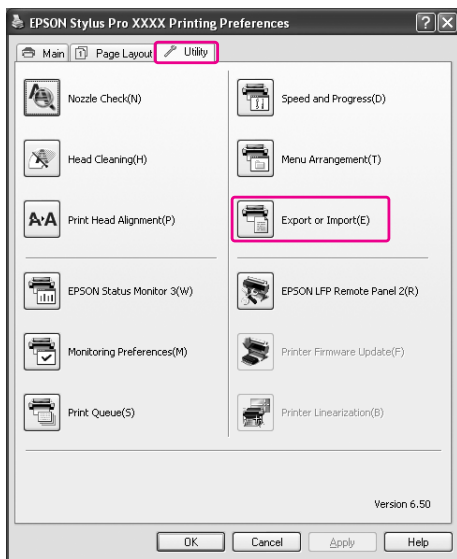 EPSON Stylus Pro XXXX Printing Preferences
Main Page Layout Utility
Nozzle Check(N)
Speed and Progress(D)
Head Cleaning(H)
Menu Arrangement(T)
Print Head Alignment(P)
Export or Import(E)
EPSON Status Monitor 3(W)
EPSON LFP Remote Panel 2(R)
Monitoring Preferences(M)
Printer Firmware Update(F)
Print Queue(S)
Printer Linearization(B)
Version 6.50
OK Cancel Apply Help